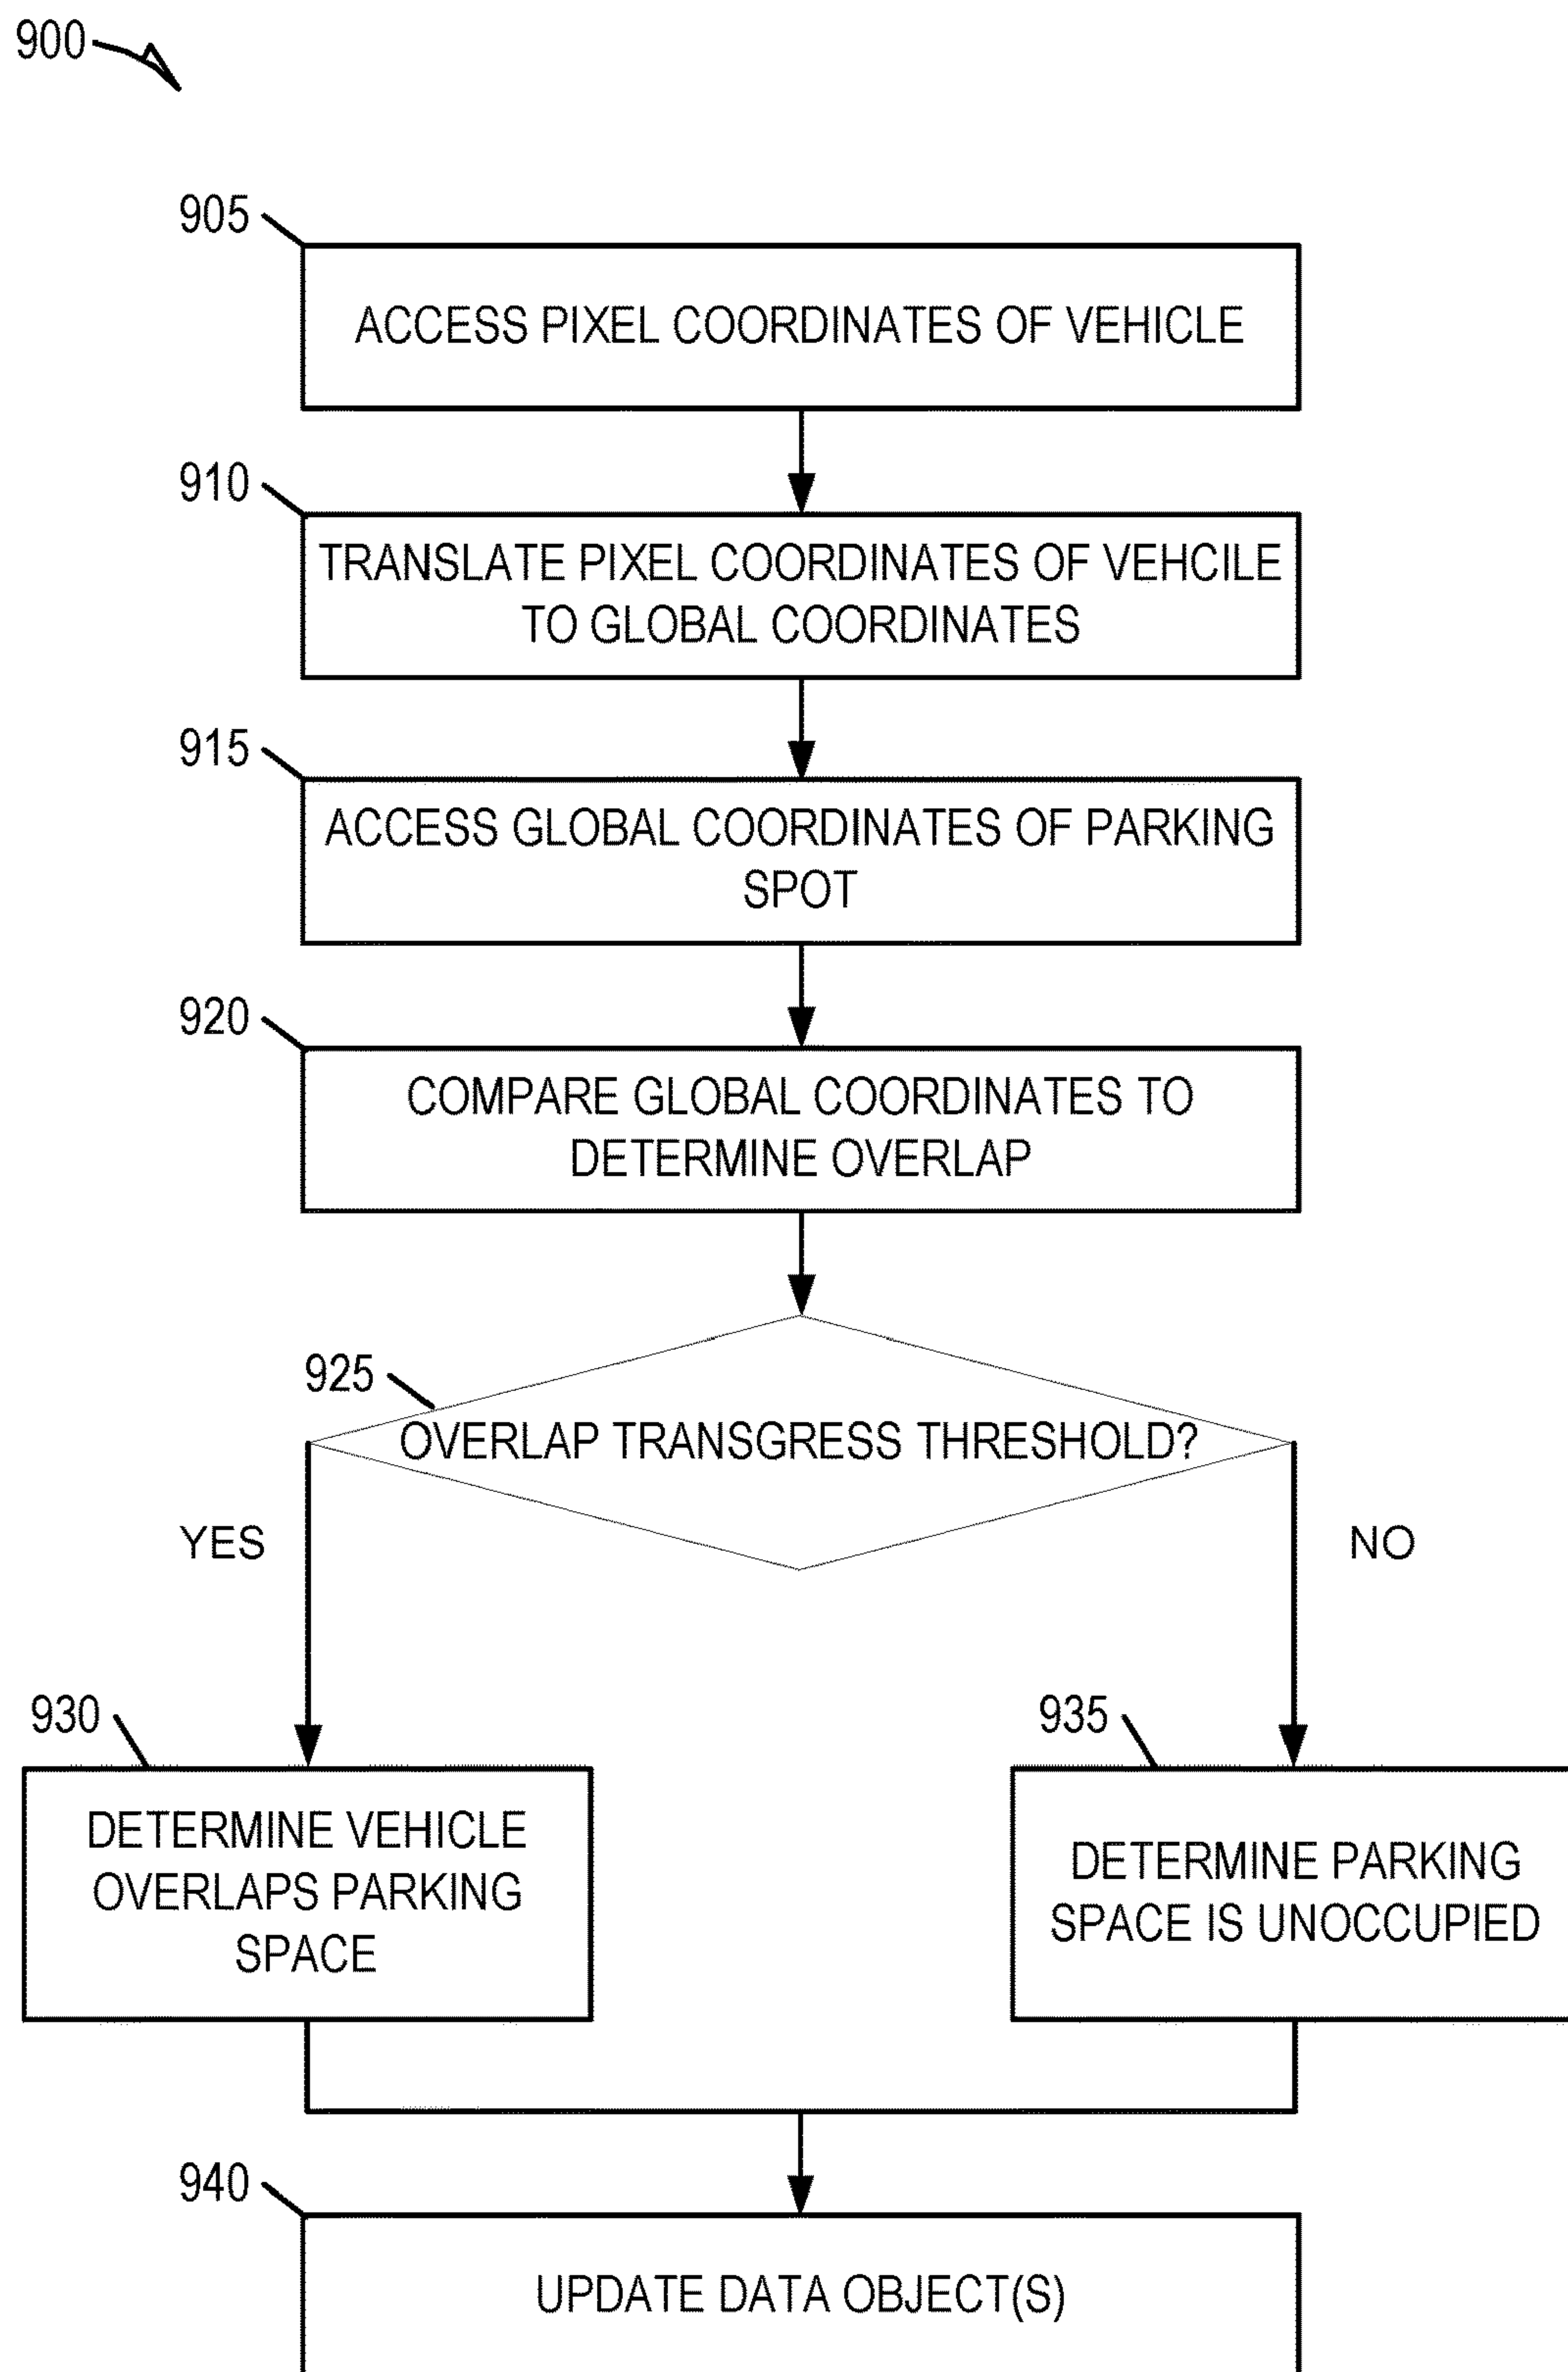 900
905
ACCESS PIXEL COORDINATES OF VEHICLE
910
TRANSLATE PIXEL COORDINATES OF VEHCILE
TO GLOBAL COORDINATES
915
ACCESS GLOBAL COORDINATES OF PARKING
SPOT
920
COMPARE GLOBAL COORDINATES TO
DETERMINE OVERLAP
925
OVERLAP TRANSGRESS THRESHOLD?
YES
NO
930
DETERMINE VEHICLE
OVERLAPS PARKING
SPACE
935
DETERMINE PARKING
SPACE IS UNOCCUPIED
940
UPDATE DATA OBJECT(S)